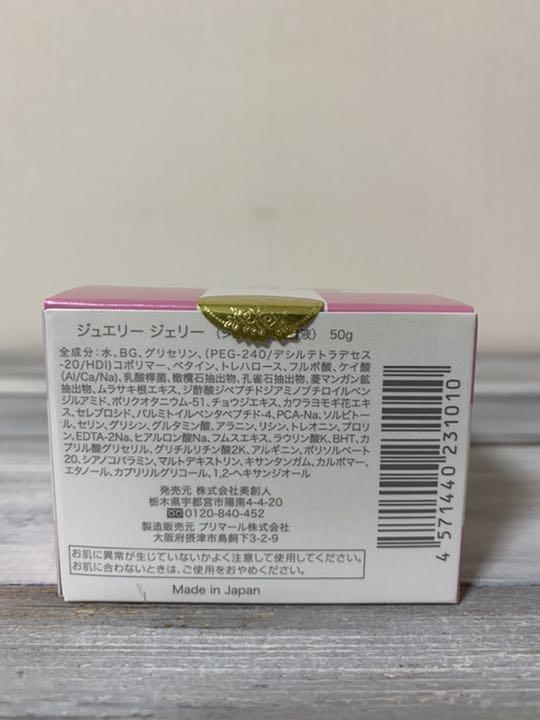 ジュエリー ジェリー 液） 50g
全成分：水、BG、グリセリン、（PEG-240/デシルテトラデセス
-20/HDI）コポリマー、ベタイン、トレハロース、フルボ酸、ケイ酸
（Al/Ca/Na）、乳酸桿菌、橄欖石抽出物、孔雀石抽出物、菱マンガン鉱
抽出物、ムラサキ根エキス、ジ酢酸ジペプチドジアミノブチロイルベン
ジルアミド、ポリクオタニウム-51、チョウジエキス、カワラヨモギ花エキ
ス、セレブロシド、パルミトイルペンタペプチド-4、PCA-Na、ソルビトー
ル、セリン、グリシン、グルタミン酸、アラニン、リシン、トレオニン、プロリ
ン、EDTA-2Na、ヒアルロン酸Na、フムスエキス、ラウリン酸K、BHT、カ
プリル酸グリセリル、グリチルリチン酸2K、アルギニン、ポリソルベート
20、シアノコバラミン、マルトデキストリン、キサンタンガム、カルボマー、
エタノール、カプリリルグリコール、1,2-ヘキサンジオール
発売元 株式会社美創人
栃木県宇都宮市陽南4-4-20
0120-840-452
製造販売元 プリマール株式会社
大阪府摂津市鳥飼下3-2-9
お肌に異常が生じていないかよく注意して使用してください。
お肌に合わないときは、ご使用をおやめください。
Made in Japan
4 571440 231010